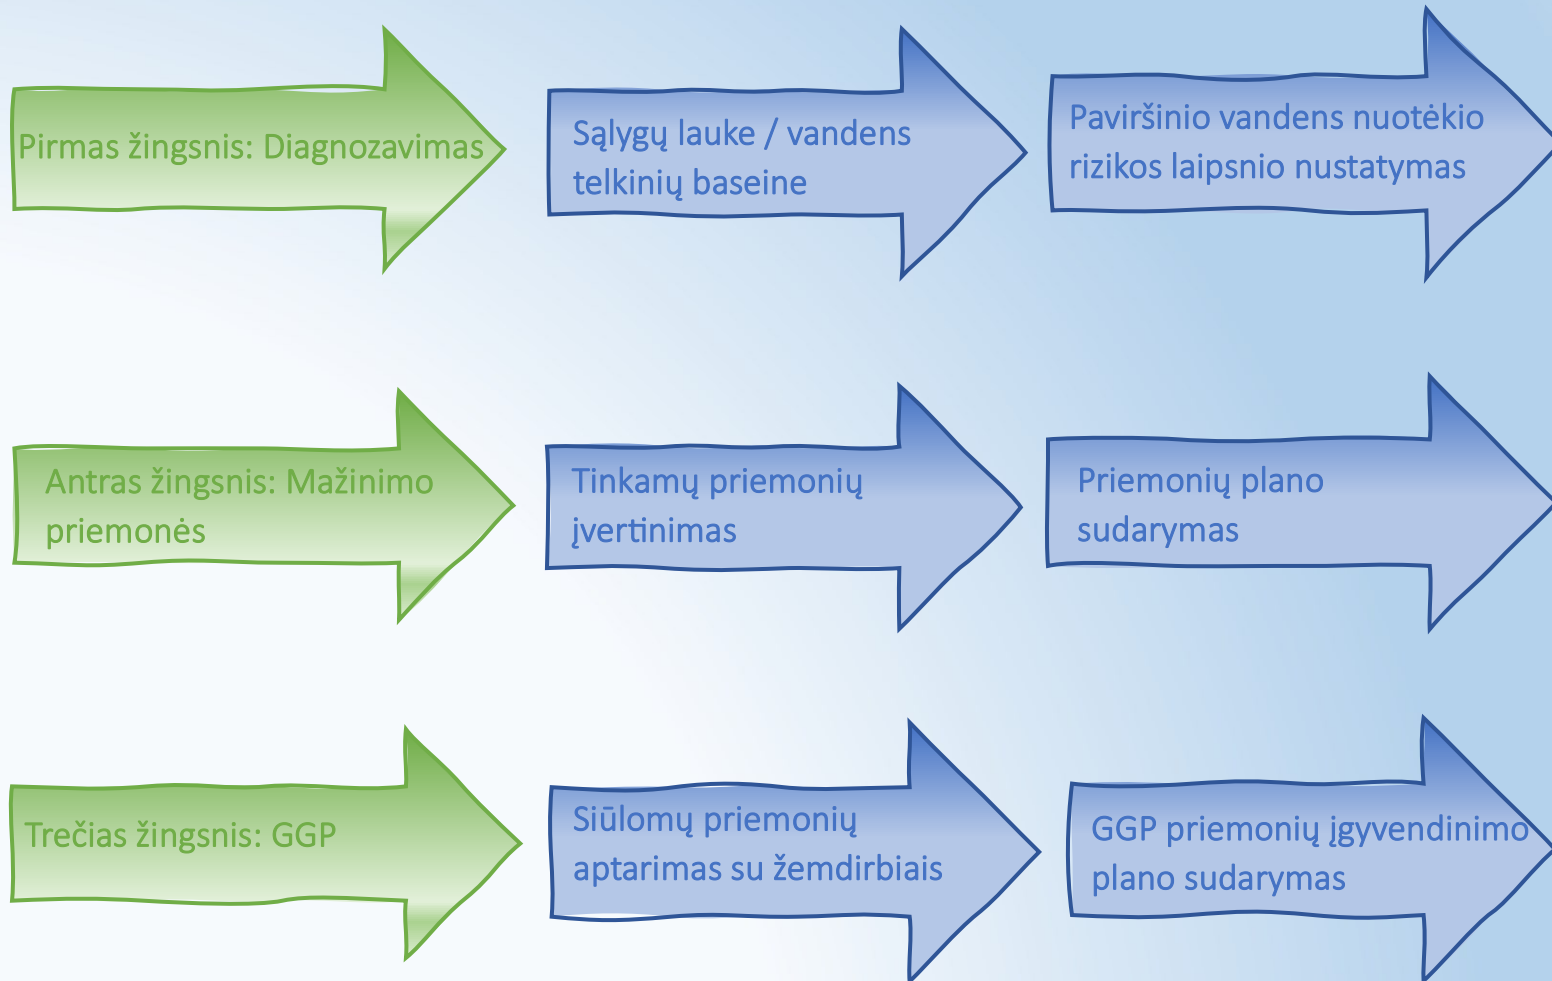 Pirmas žingsnis: Diagnozavimas
Sąlygų lauke / vandens
telkinių baseine
Paviršinio vandens nuotėkio
rizikos laipsnio nustatymas
Antras žingsnis: Mažinimo
priemonės
Tinkamų priemonių
įvertinimas
Priemonių plano
sudarymas
Trečias žingsnis: GGP
Siūlomų priemonių
aptarimas su žemdirbiais
GGP priemonių įgyvendinimo
plano sudarymas